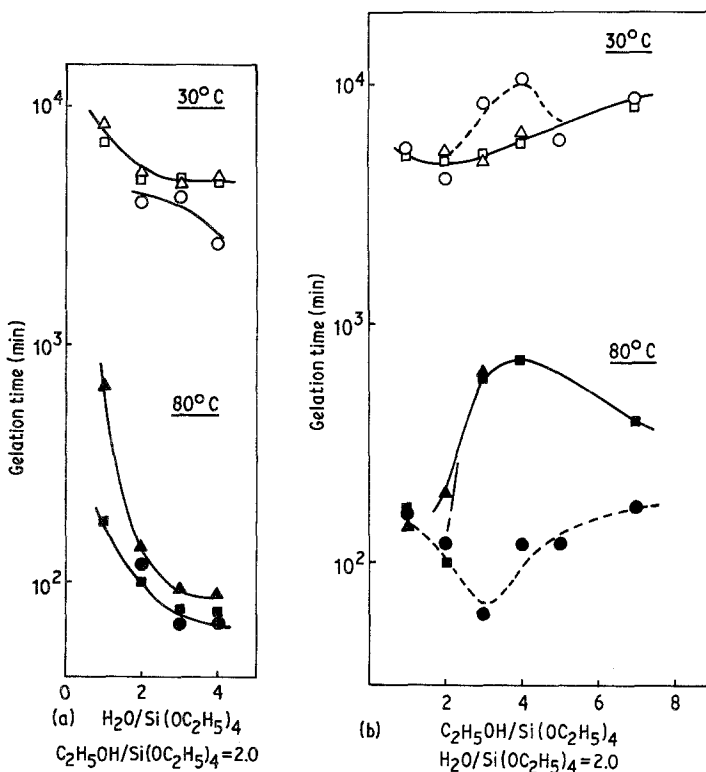 30°C
10⁴
Gelation time (min)
10³
80°C
10²
0 2 4
(a) H₂O/Si(OC₂H₅)₄
C₂H₅OH/Si(OC₂H₅)₄=2.0
30°C
10⁴
Gelation time (min)
10³
80°C
10²
2 4 6 8
(b) C₂H₅OH/Si(OC₂H₅)₄
H₂O/Si(OC₂H₅)₄=2.0